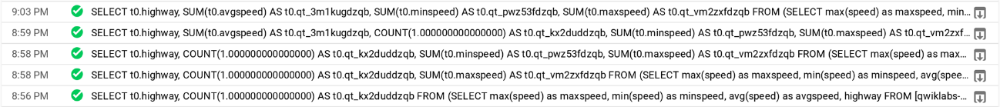 9:03 PM SELECT t0.highway, SUM(t0.avgspeed) AS t0.qt_3m1kugdzqb, SUM(t0.minspeed) AS t0.qt_pwz53fdzqb, SUM(t0.maxspeed) AS t0.qt_vm2zxfdzqb FROM (SELECT max(speed) as maxspeed, min...
8:59 PM SELECT t0.highway, SUM(t0.avgspeed) AS t0.qt_3m1kugdzqb, COUNT(1.000000000000000) AS t0.qt_kx2duddzqb, SUM(t0.minspeed) AS t0.qt_pwz53fdzqb, SUM(t0.maxspeed) AS t0.qt_vm2zxf...
8:58 PM SELECT t0.highway, COUNT(1.000000000000000) AS t0.qt_kx2duddzqb, SUM(t0.minspeed) AS t0.qt_pwz53fdzqb, SUM(t0.maxspeed) AS t0.qt_vm2zxfdzqb FROM (SELECT max(speed) as max...
8:58 PM SELECT t0.highway, COUNT(1.000000000000000) AS t0.qt_kx2duddzqb, SUM(t0.maxspeed) AS t0.qt_vm2zxfdzqb FROM (SELECT max(speed) as maxspeed, min(speed) as minspeed, avg(spee...
8:56 PM SELECT t0.highway, COUNT(1.000000000000000) AS t0.qt_kx2duddzqb FROM (SELECT max(speed) as maxspeed, min(speed) as minspeed, avg(speed) as avgspeed, highway FROM [qwiklabs-...